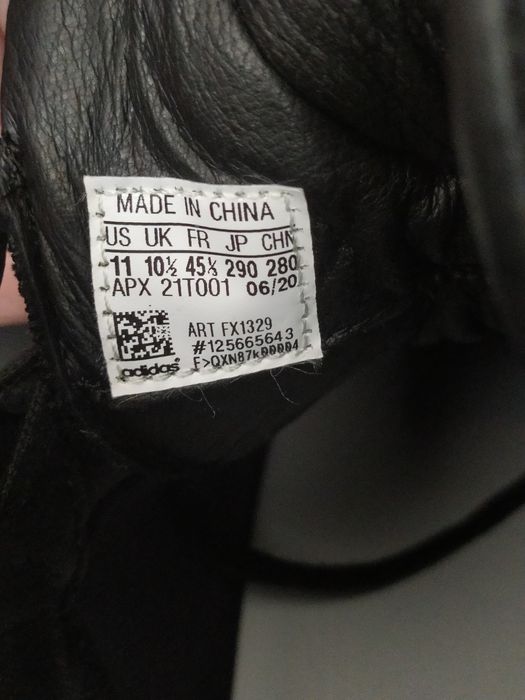 MADE IN CHINA
US UK FR JP CHN
11 10½ 45⅓ 290 280
APX 21T001 06/20
ART FX1329
#125665643
adidas